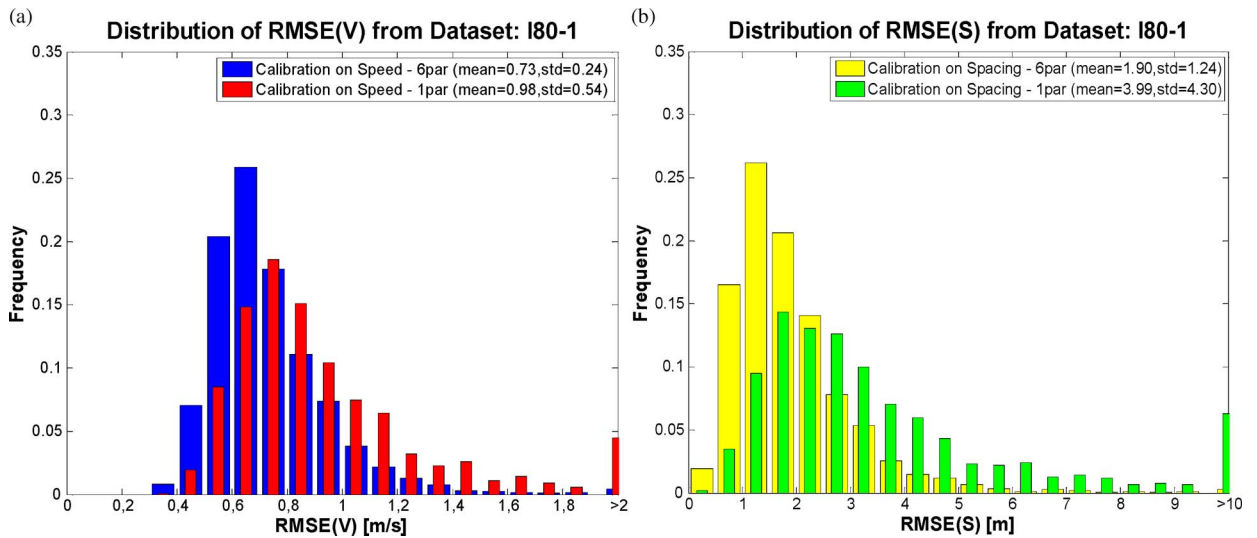 (a)
Distribution of RMSE(V) from Dataset: I80-1
0.35
0.3
0.25
0.2
0.15
0.1
0.05
0
Frequency
Calibration on Speed - 6par (mean=0.73,std=0.24)
Calibration on Speed - 1par (mean=0.98,std=0.54)
0 0,2 0,4 0,6 0,8 1 1,2 1,4 1,6 1,8 >2
RMSE(V) [m/s]
(b)
Distribution of RMSE(S) from Dataset: I80-1
0.35
0.3
0.25
0.2
0.15
0.1
0.05
0
Frequency
Calibration on Spacing - 6par (mean=1.90,std=1.24)
Calibration on Spacing - 1par (mean=3.99,std=4.30)
0 1 2 3 4 5 6 7 8 9 >10
RMSE(S) [m]